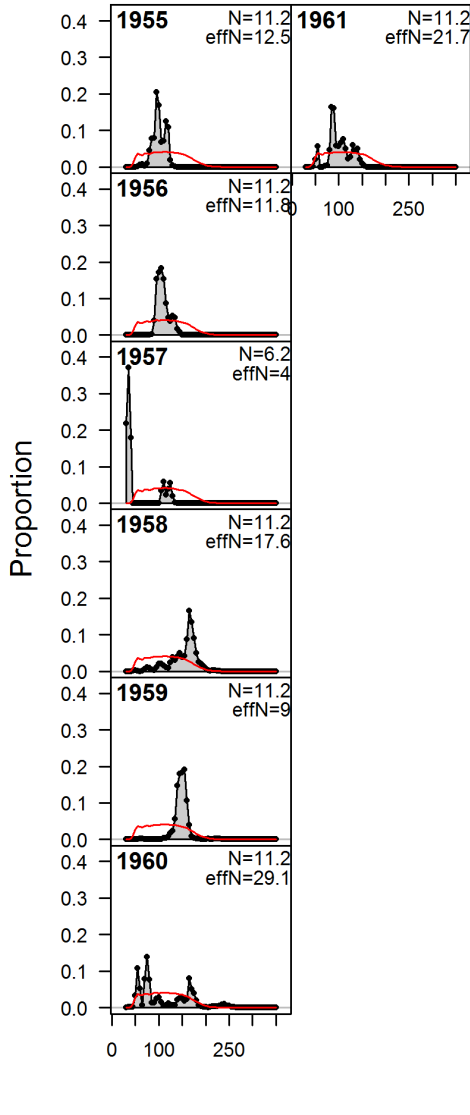 1955 N=11.2
effN=12.5
0.4
0.3
0.2
0.1
0.0
1961 N=11.2
effN=21.7
0 100 250
1956 N=11.2
effN=11.8
0.4
0.3
0.2
0.1
0.0
1957 N=6.2
effN=4
0.4
0.3
0.2
0.1
0.0
Proportion
1958 N=11.2
effN=17.6
0.4
0.3
0.2
0.1
0.0
1959 N=11.2
effN=9
0.4
0.3
0.2
0.1
0.0
1960 N=11.2
effN=29.1
0.4
0.3
0.2
0.1
0.0
0 100 250